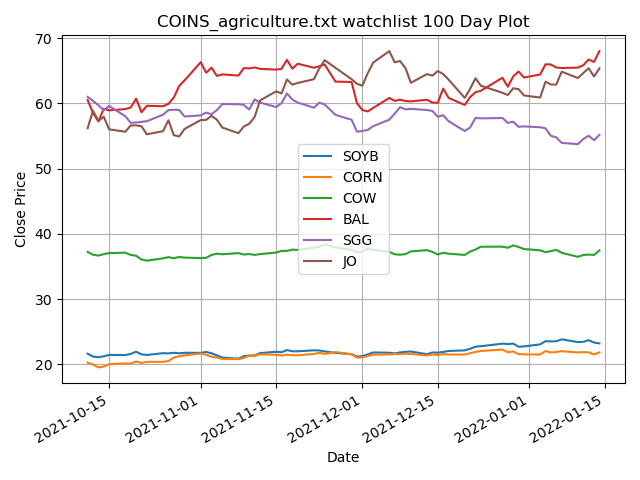 COINS_agriculture.txt watchlist 100 Day Plot
70
60
50
40
30
20
Close Price
SOYB
CORN
COW
BAL
SGG
JO
2021-10-15
2021-11-01
2021-11-15
2021-12-01
2021-12-15
2022-01-01
2022-01-15
Date